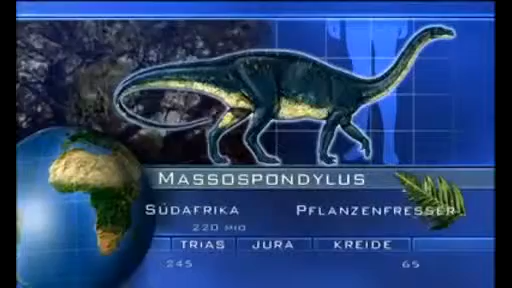 MASSOSPONDYLUS
SÜDAFRIKA PFLANZENFRESSER
220 MIO
TRIAS JURA KREIDE
245 65